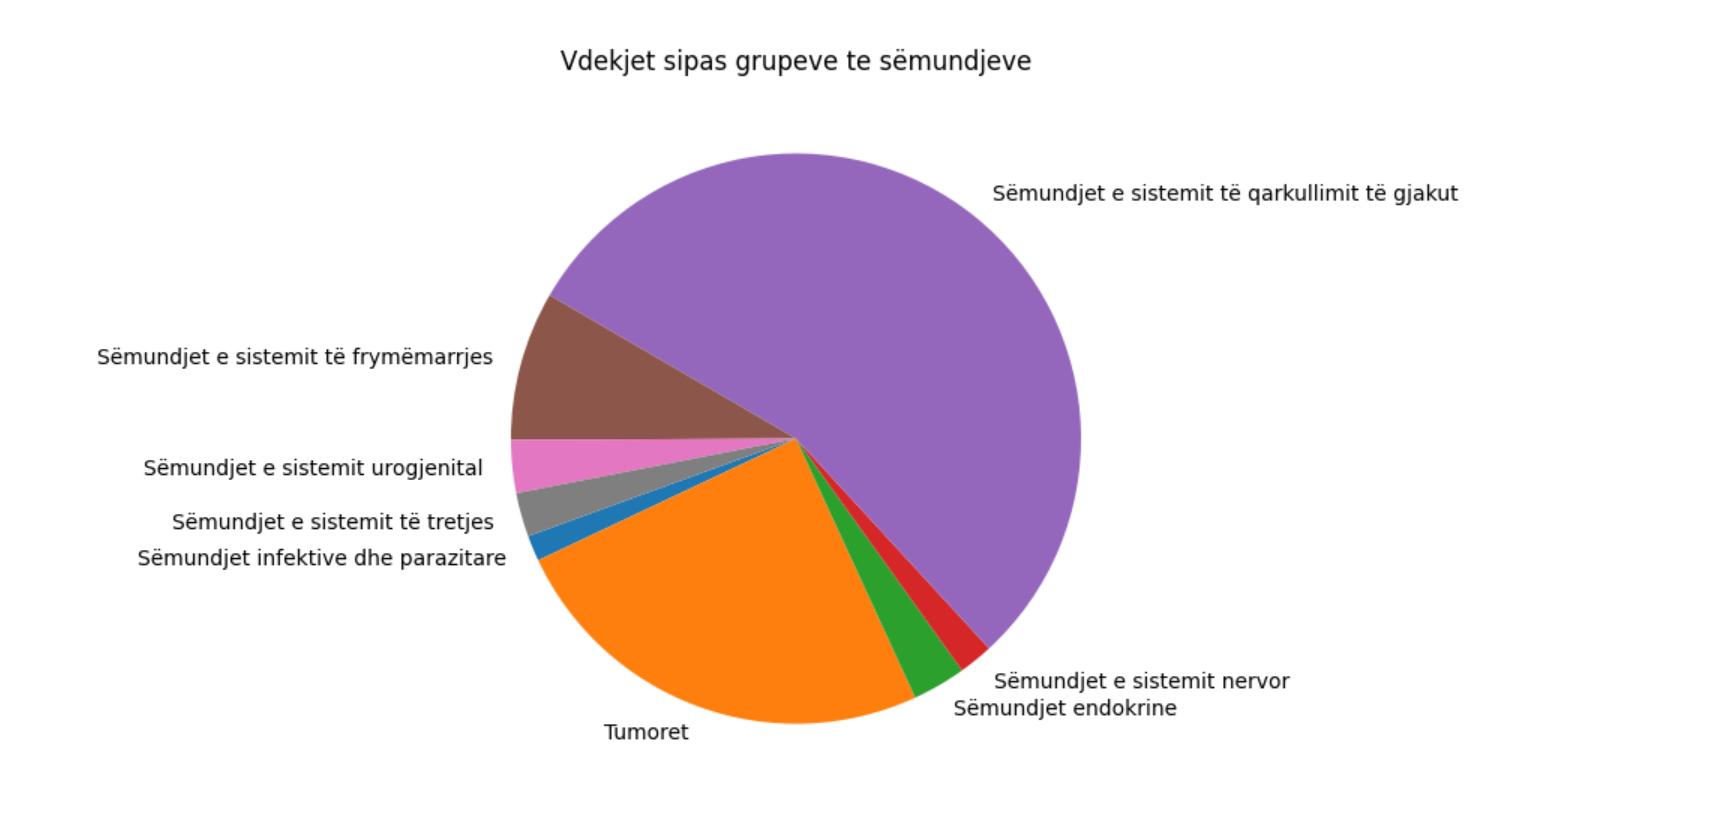 Vdekjet sipas grupeve te sëmundjeve
Sëmundjet e sistemit të qarkullimit të gjakut
Sëmundjet e sistemit të frymëmarrjes
Sëmundjet e sistemit urogjenital
Sëmundjet e sistemit të tretjes
Sëmundjet infektive dhe parazitare
Sëmundjet e sistemit nervor
Sëmundjet endokrine
Tumoret